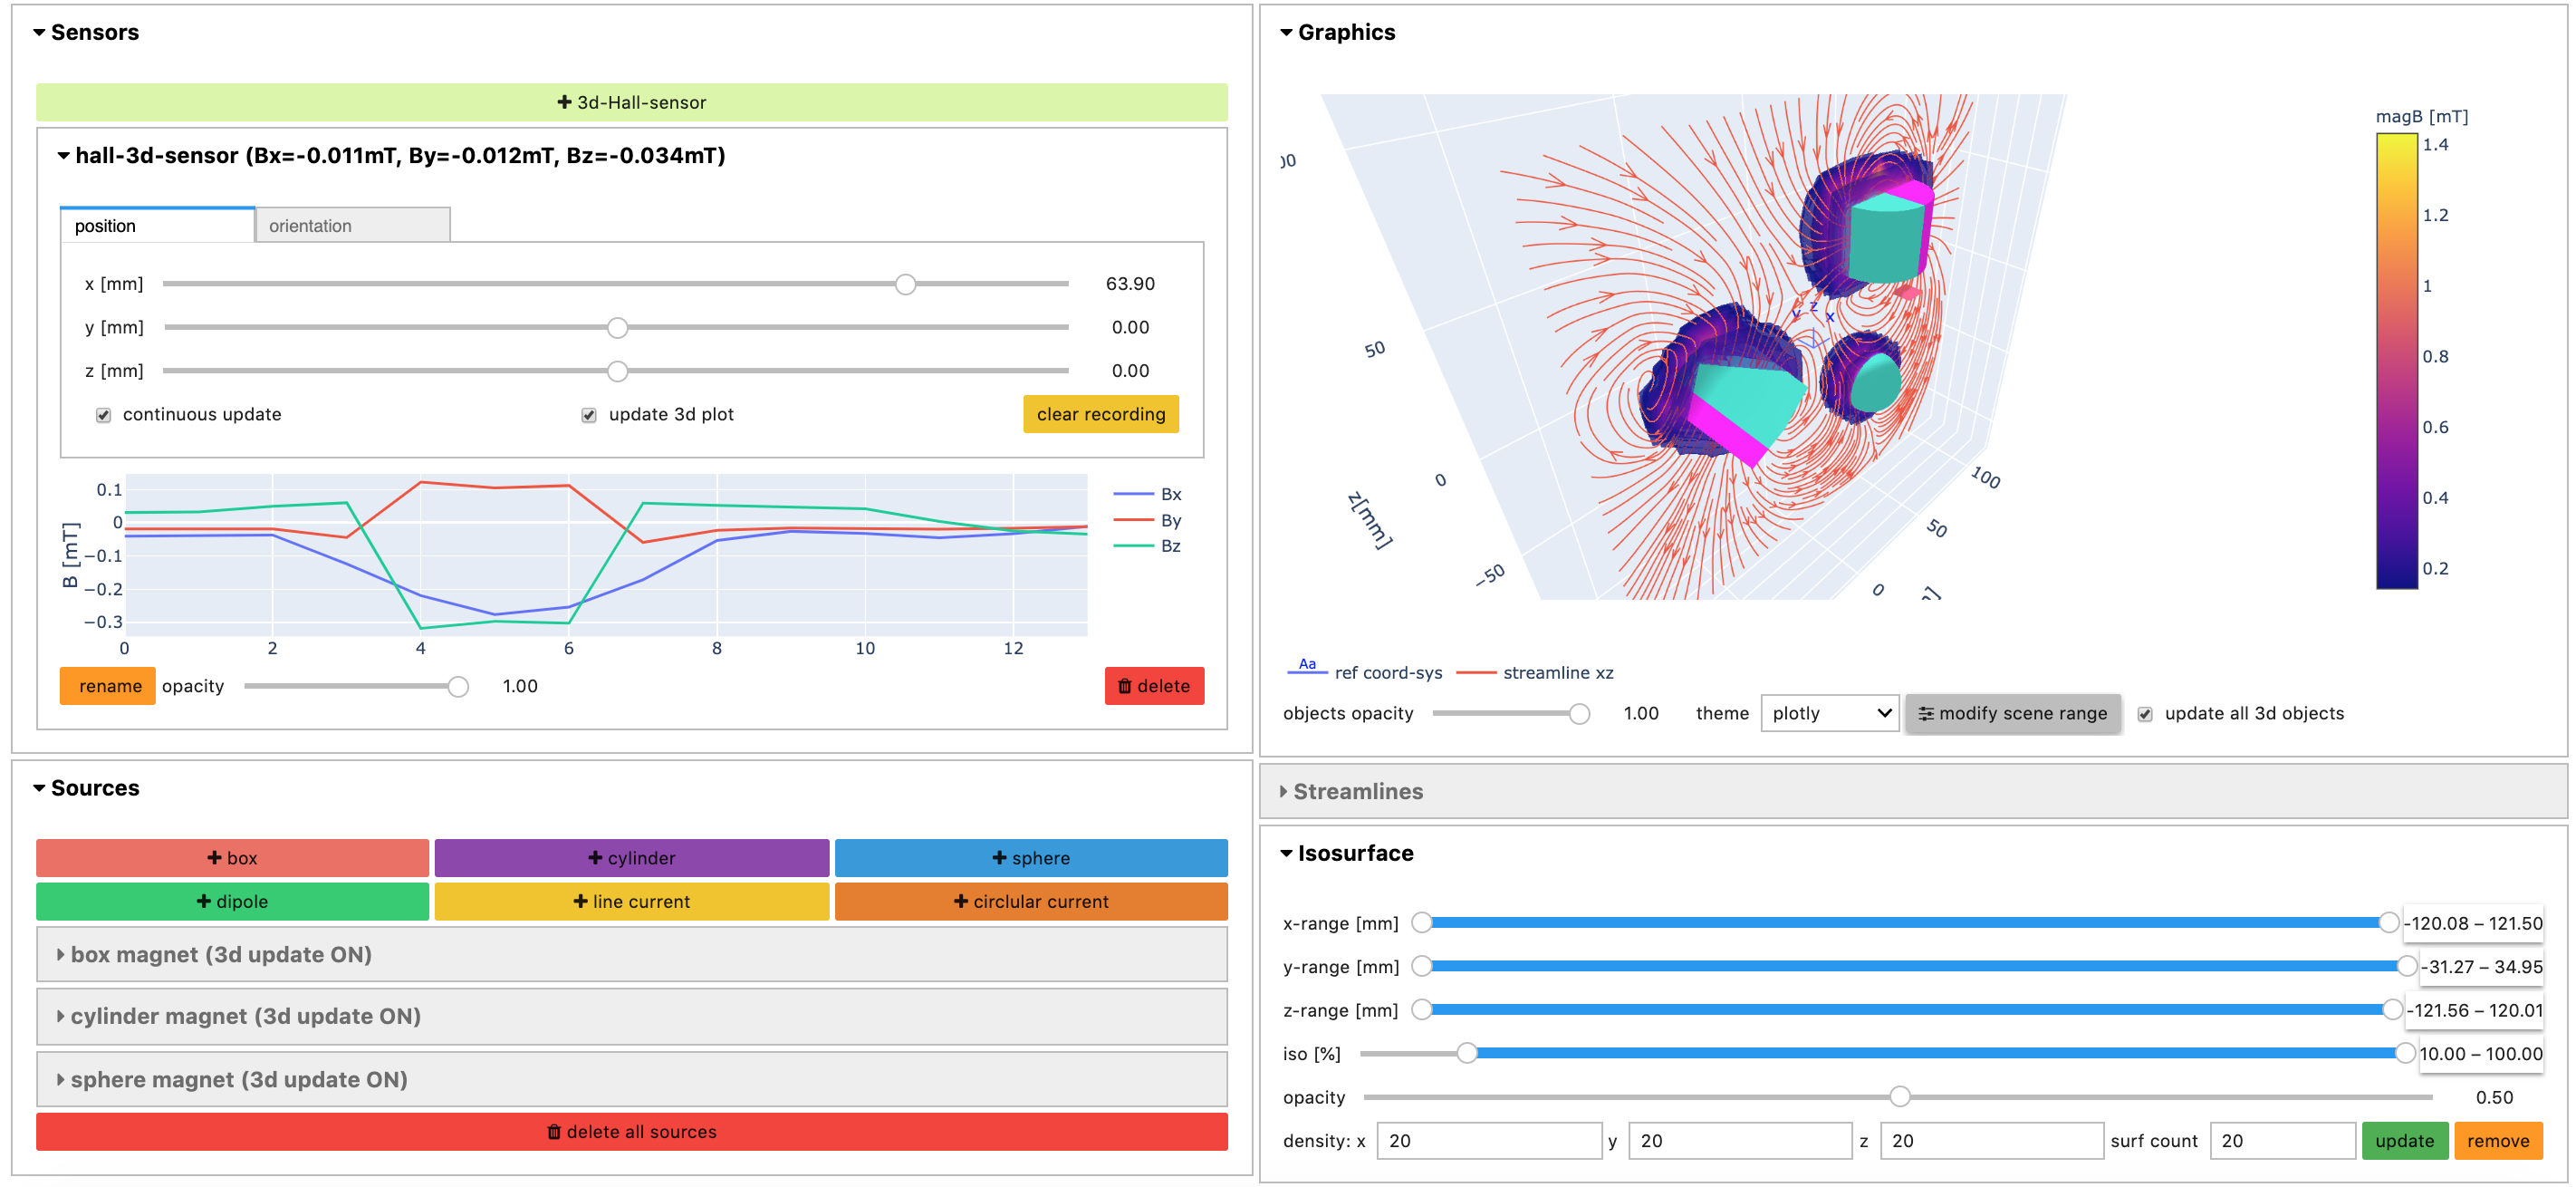 Sensors
+ 3d-Hall-sensor
hall-3d-sensor (Bx=-0.011mT, By=-0.012mT, Bz=-0.034mT)
position
orientation
x [mm] 63.90
y [mm] 0.00
z [mm] 0.00
continuous update
update 3d plot
clear recording
0.1
0
−0.1
−0.2
−0.3
B [mT]
0 2 4 6 8 10 12
Bx
By
Bz
rename
opacity 1.00
delete
Sources
+ box
+ cylinder
+ sphere
+ dipole
+ line current
+ circlular current
box magnet (3d update ON)
cylinder magnet (3d update ON)
sphere magnet (3d update ON)
delete all sources
Graphics
50
0
−50
z[mm]
y z x
100
50
0
magB [mT]
1.4
1.2
1
0.8
0.6
0.4
0.2
Aa ref coord-sys
streamline xz
objects opacity 1.00
theme plotly
modify scene range
update all 3d objects
Streamlines
Isosurface
x-range [mm] -120.08 – 121.50
y-range [mm] -31.27 – 34.95
z-range [mm] -121.56 – 120.01
iso [%] 10.00 – 100.00
opacity 0.50
density: x 20 y 20 z 20 surf count 20 update remove